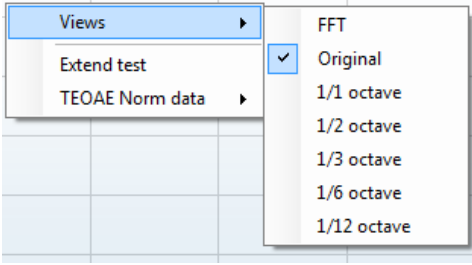 Views
Extend test
TEOAE Norm data
FFT
Original
1/1 octave
1/2 octave
1/3 octave
1/6 octave
1/12 octave